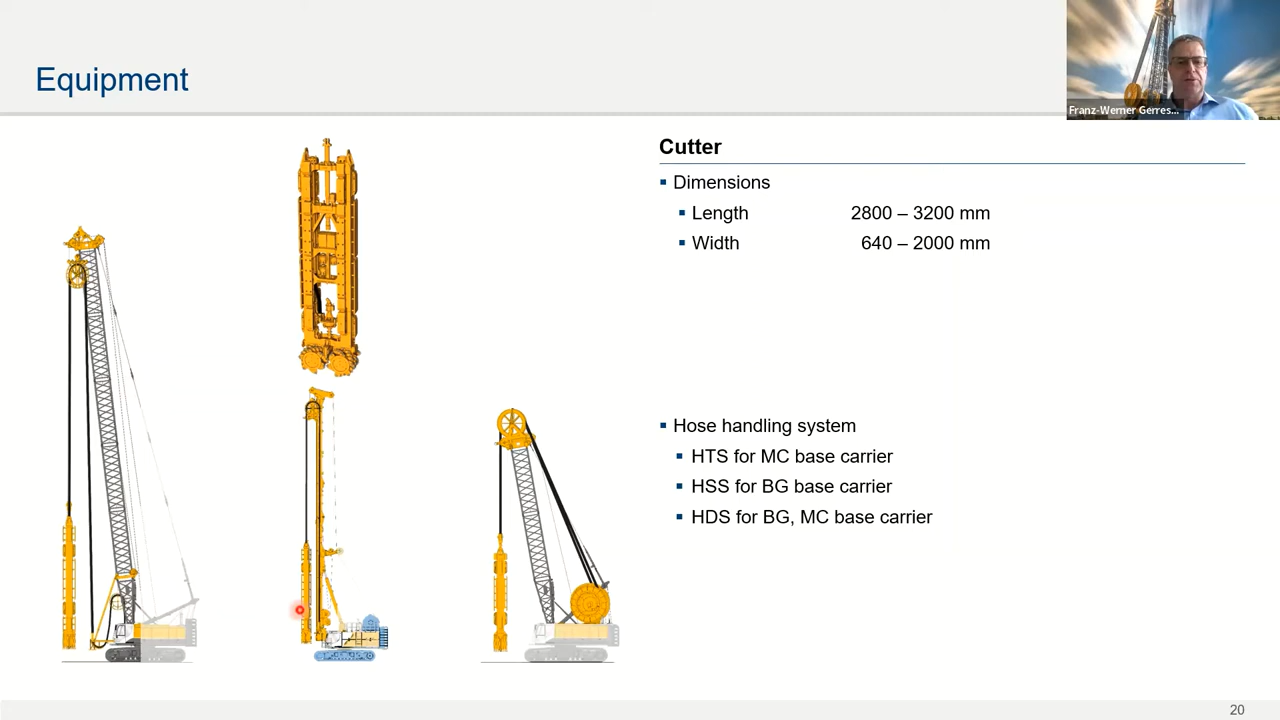 Equipment
Franz-Werner Gerres...
Cutter
Dimensions
Length 2800 – 3200 mm
Width 640 – 2000 mm
Hose handling system
HTS for MC base carrier
HSS for BG base carrier
HDS for BG, MC base carrier
20